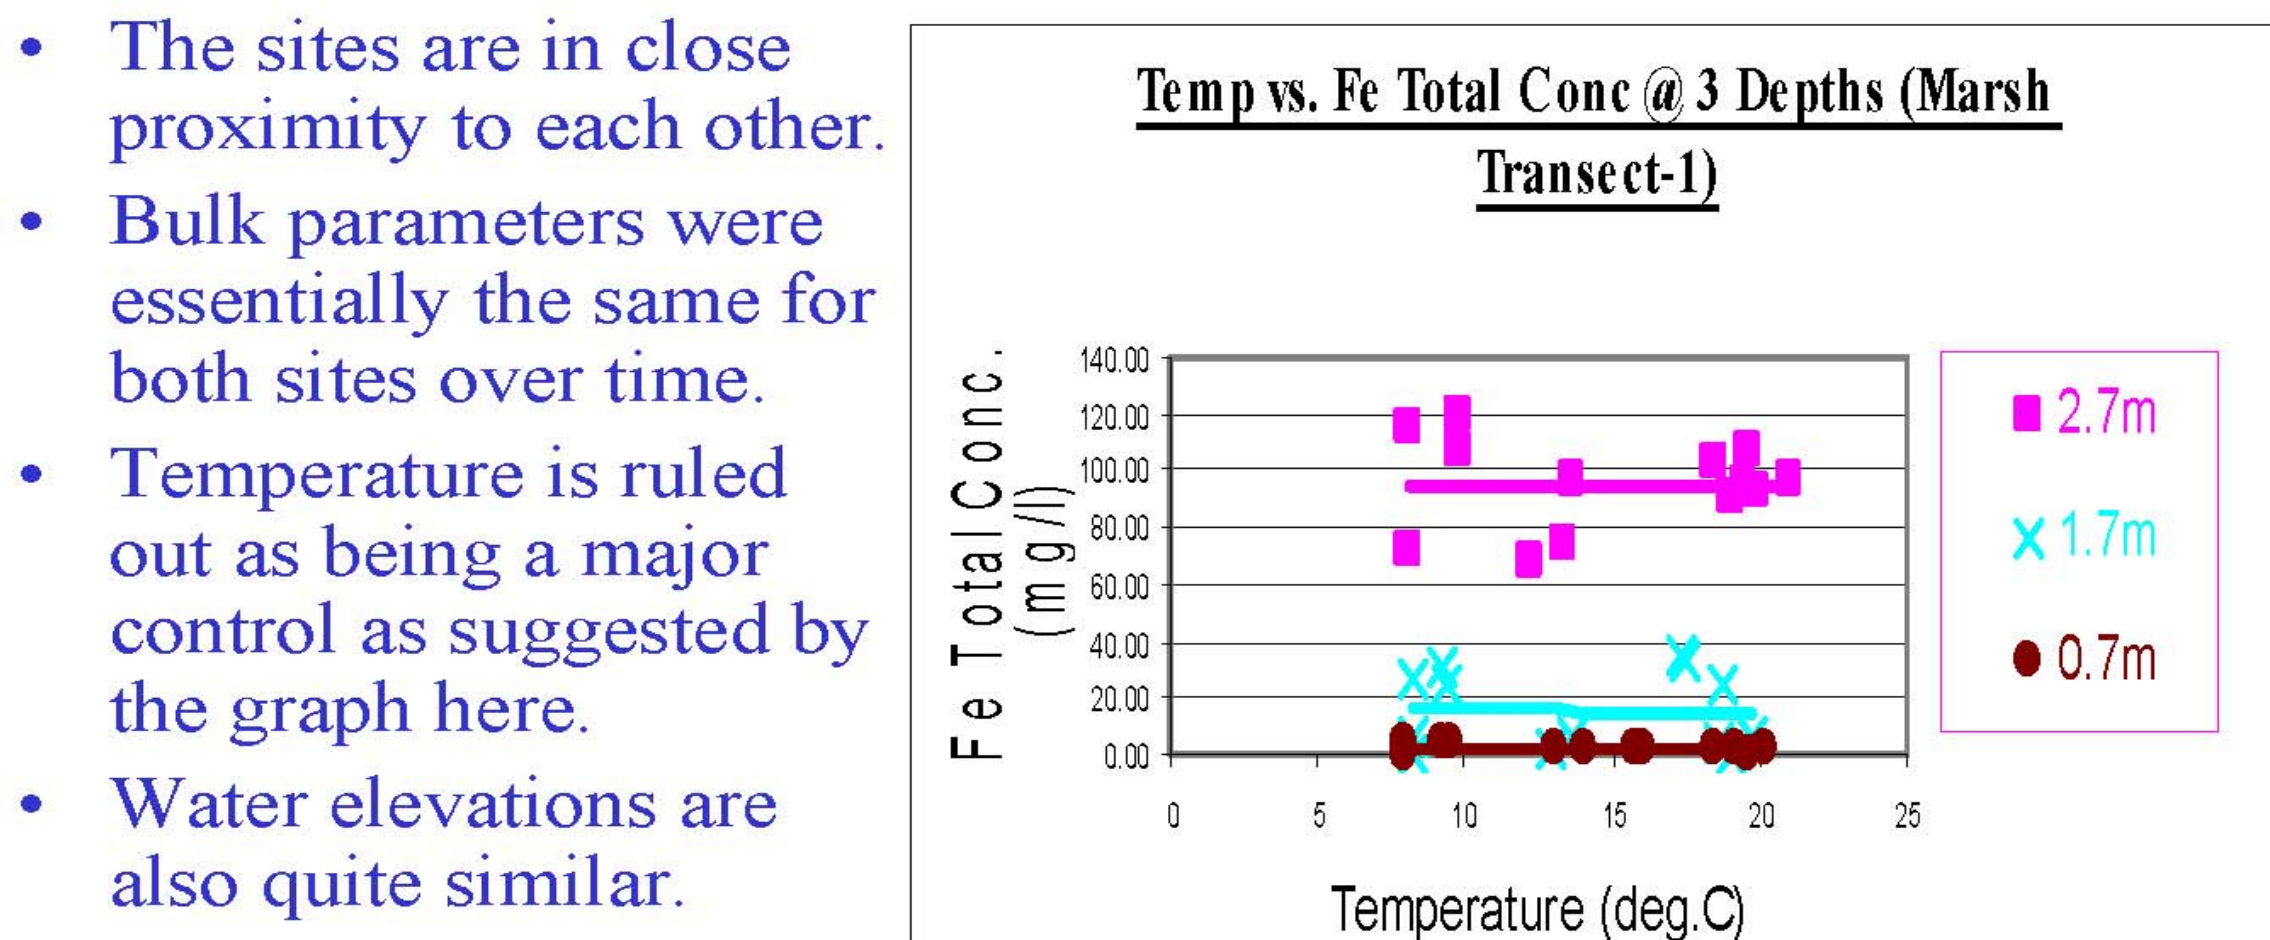 • The sites are in close
proximity to each other.
• Bulk parameters were
essentially the same for
both sites over time.
• Temperature is ruled
out as being a major
control as suggested by
the graph here.
• Water elevations are
also quite similar.
Temp vs. Fe Total Conc @ 3 Depths (Marsh
Transect-1)
Fe Total Conc.
(mg/l)
140.00
120.00
100.00
80.00
60.00
40.00
20.00
0.00
0 5 10 15 20 25
Temperature (deg.C)
2.7m
1.7m
0.7m